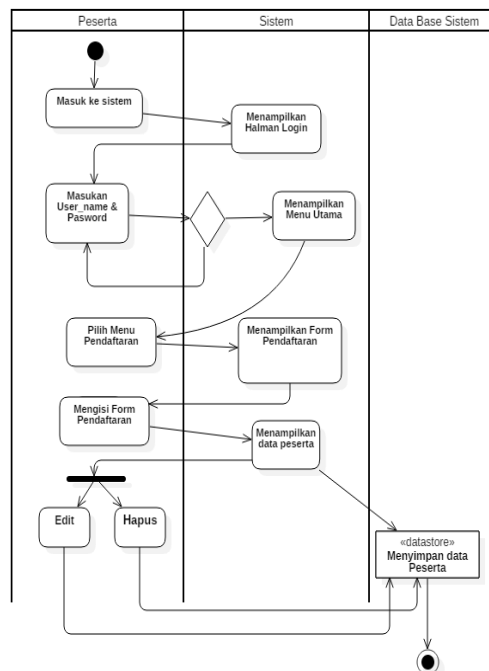 Peserta
Sistem
Data Base Sistem
Masuk ke sistem
Menampilkan
Halman Login
Masukan
User_name &
Pasword
Menampilkan
Menu Utama
Pilih Menu
Pendaftaran
Menampilkan Form
Pendaftaran
Mengisi Form
Pendaftaran
Menampilkan
data peserta
Edit
Hapus
«datastore»
Menyimpan data
Peserta